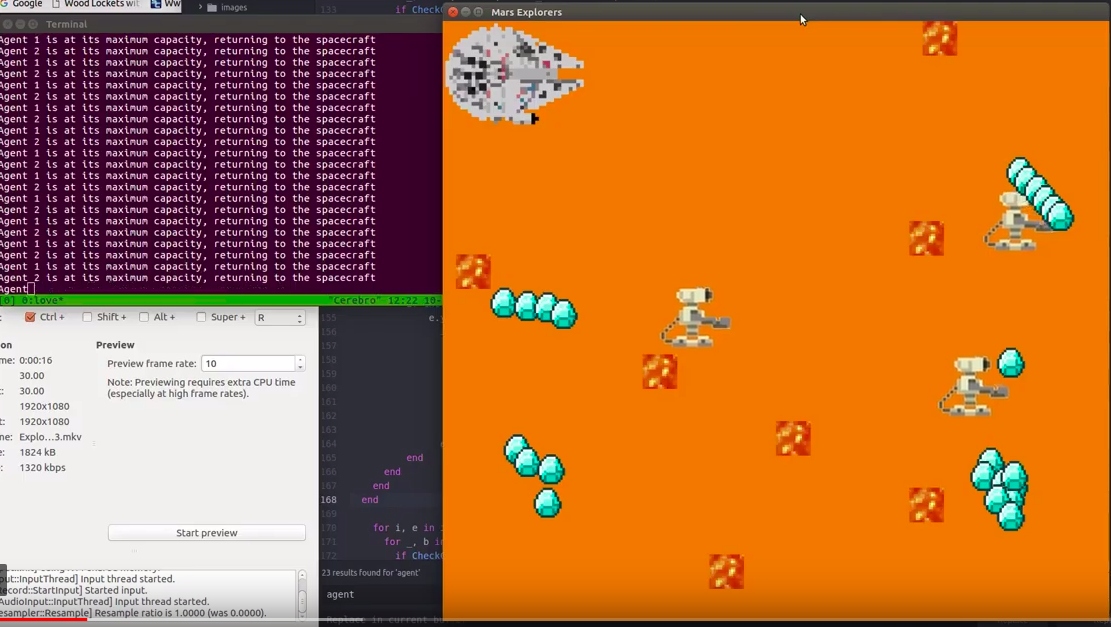 Google
Wood Lockets wit
Ww
images
133
if Check
Mars Explorers
Terminal
Agent 1 is at its maximum capacity, returning to the spacecraft
Agent 2 is at its maximum capacity, returning to the spacecraft
Agent 1 is at its maximum capacity, returning to the spacecraft
Agent 2 is at its maximum capacity, returning to the spacecraft
Agent 1 is at its maximum capacity, returning to the spacecraft
Agent 2 is at its maximum capacity, returning to the spacecraft
Agent 1 is at its maximum capacity, returning to the spacecraft
Agent 2 is at its maximum capacity, returning to the spacecraft
Agent 1 is at its maximum capacity, returning to the spacecraft
Agent 2 is at its maximum capacity, returning to the spacecraft
Agent 1 is at its maximum capacity, returning to the spacecraft
Agent 2 is at its maximum capacity, returning to the spacecraft
Agent 1 is at its maximum capacity, returning to the spacecraft
Agent 2 is at its maximum capacity, returning to the spacecraft
Agent 1 is at its maximum capacity, returning to the spacecraft
Agent 2 is at its maximum capacity, returning to the spacecraft
Agent 1 is at its maximum capacity, returning to the spacecraft
Agent 2 is at its maximum capacity, returning to the spacecraft
Agent 1 is at its maximum capacity, returning to the spacecraft
Agent 2 is at its maximum capacity, returning to the spacecraft
Agent 1 is at its maximum capacity, returning to the spacecraft
Agent 2 is at its maximum capacity, returning to the spacecraft
Agent
[0] 0:love* "Cerebro" 12:22 10-
: Ctrl + Shift + Alt + Super + R
on
Preview
me: 0:00:16
Preview frame rate: 10
30.00
Note: Previewing requires extra CPU time
t: 30.00
(especially at high frame rates).
1920x1080
1920x1080
me: Explo...3.mkv
1824 kB
1320 kbps
Start preview
put::InputThread] Input thread started.
ecord::StartInput] Started input.
AudioInput::InputThread] Input thread started.
esampler::Resample] Resample ratio is 1.0000 (was 0.0000).
155 e.y
156
157
158
159
160
161
162
163
164 e
165 end
166 end
167 end
168 end
169
170 for i, e in i
171 for _, b i
172 if Check
23 results found for 'agent'
agent
Replace in current bu